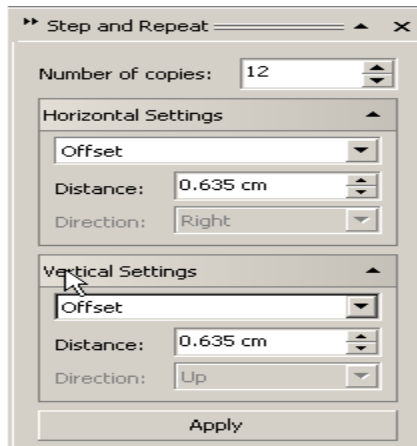 Step and Repeat
Number of copies: 12
Horizontal Settings
Offset
Distance: 0.635 cm
Direction: Right
Vertical Settings
Offset
Distance: 0.635 cm
Direction: Up
Apply